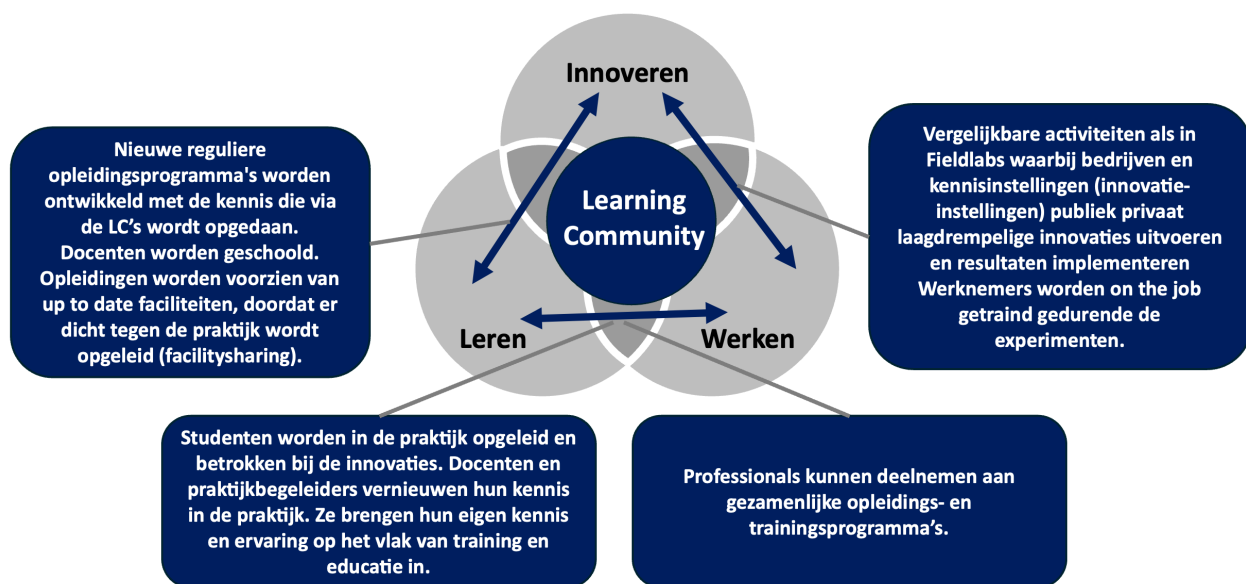 Innoveren
Learning
Community
Leren
Werken
Nieuwe reguliere
opleidingsprogramma's worden
ontwikkeld met de kennis die via
de LC’s wordt opgedaan.
Docenten worden geschoold.
Opleidingen worden voorzien van
up to date faciliteiten, doordat er
dicht tegen de praktijk wordt
opgeleid (facilitysharing).
Vergelijkbare activiteiten als in
Fieldlabs waarbij bedrijven en
kennisinstellingen (innovatie-
instellingen) publiek privaat
laagdrempelige innovaties uitvoeren
en resultaten implementeren
Werknemers worden on the job
getraind gedurende de
experimenten.
Studenten worden in de praktijk opgeleid en
betrokken bij de innovaties. Docenten en
praktijkbegeleiders vernieuwen hun kennis
in de praktijk. Ze brengen hun eigen kennis
en ervaring op het vlak van training en
educatie in.
Professionals kunnen deelnemen aan
gezamenlijke opleidings- en
trainingsprogramma’s.